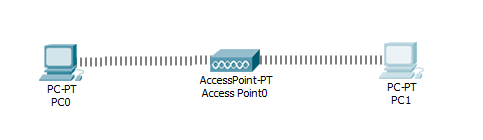 PC-PT
PC0
AccessPoint-PT
Access Point0
PC-PT
PC1